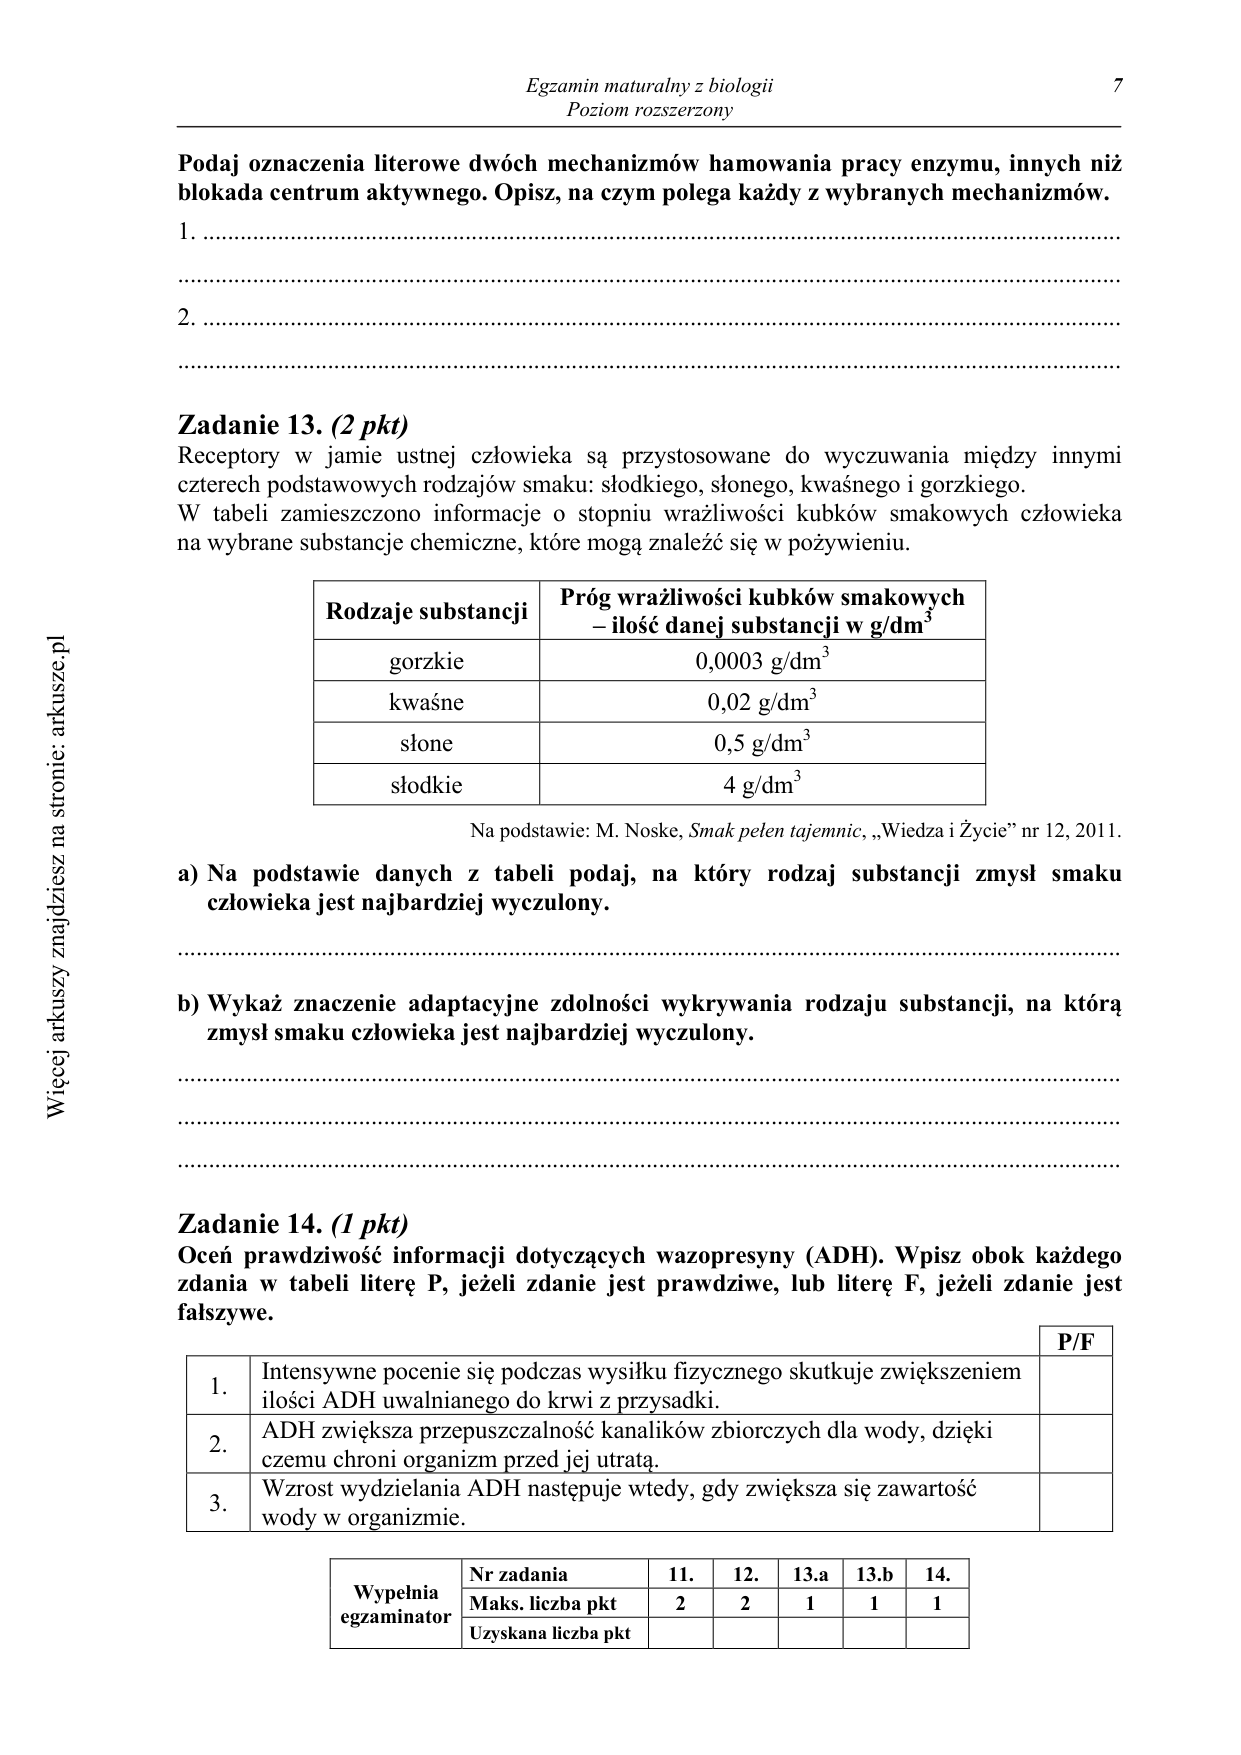 Egzamin maturalny z biologii
7
Poziom rozszerzony
Podaj oznaczenia literowe dwóch mechanizmów hamowania pracy enzymu, innych niż
blokada centrum aktywnego. Opisz, na czym polega każdy z wybranych mechanizmów.
1. ....................................................................................................................................................
........................................................................................................................................................
2. ....................................................................................................................................................
........................................................................................................................................................
Zadanie 13. (2 pkt)
Receptory w jamie ustnej człowieka są przystosowane do wyczuwania między innymi
czterech podstawowych rodzajów smaku: słodkiego, słonego, kwaśnego i gorzkiego.
W tabeli zamieszczono informacje o stopniu wrażliwości kubków smakowych człowieka
na wybrane substancje chemiczne, które mogą znaleźć się w pożywieniu.
Rodzaje substancji
Próg wrażliwości kubków smakowych
– ilość danej substancji w g/dm³
gorzkie 0,0003 g/dm³
kwaśne 0,02 g/dm³
słone 0,5 g/dm³
słodkie 4 g/dm³
Na podstawie: M. Noske, Smak pełen tajemnic, „Wiedza i Życie” nr 12, 2011.
a) Na podstawie danych z tabeli podaj, na który rodzaj substancji zmysł smaku
człowieka jest najbardziej wyczulony.
........................................................................................................................................................
b) Wykaż znaczenie adaptacyjne zdolności wykrywania rodzaju substancji, na którą
zmysł smaku człowieka jest najbardziej wyczulony.
........................................................................................................................................................
........................................................................................................................................................
........................................................................................................................................................
Zadanie 14. (1 pkt)
Oceń prawdziwość informacji dotyczących wazopresyny (ADH). Wpisz obok każdego
zdania w tabeli literę P, jeżeli zdanie jest prawdziwe, lub literę F, jeżeli zdanie jest
fałszywe.
P/F
1. Intensywne pocenie się podczas wysiłku fizycznego skutkuje zwiększeniem
ilości ADH uwalnianego do krwi z przysadki.
2. ADH zwiększa przepuszczalność kanalików zbiorczych dla wody, dzięki
czemu chroni organizm przed jej utratą.
3. Wzrost wydzielania ADH następuje wtedy, gdy zwiększa się zawartość
wody w organizmie.
Wypełnia
egzaminator
Nr zadania 11. 12. 13.a 13.b 14.
Maks. liczba pkt 2 2 1 1 1
Uzyskana liczba pkt
Więcej arkuszy znajdziesz na stronie: arkusze.pl